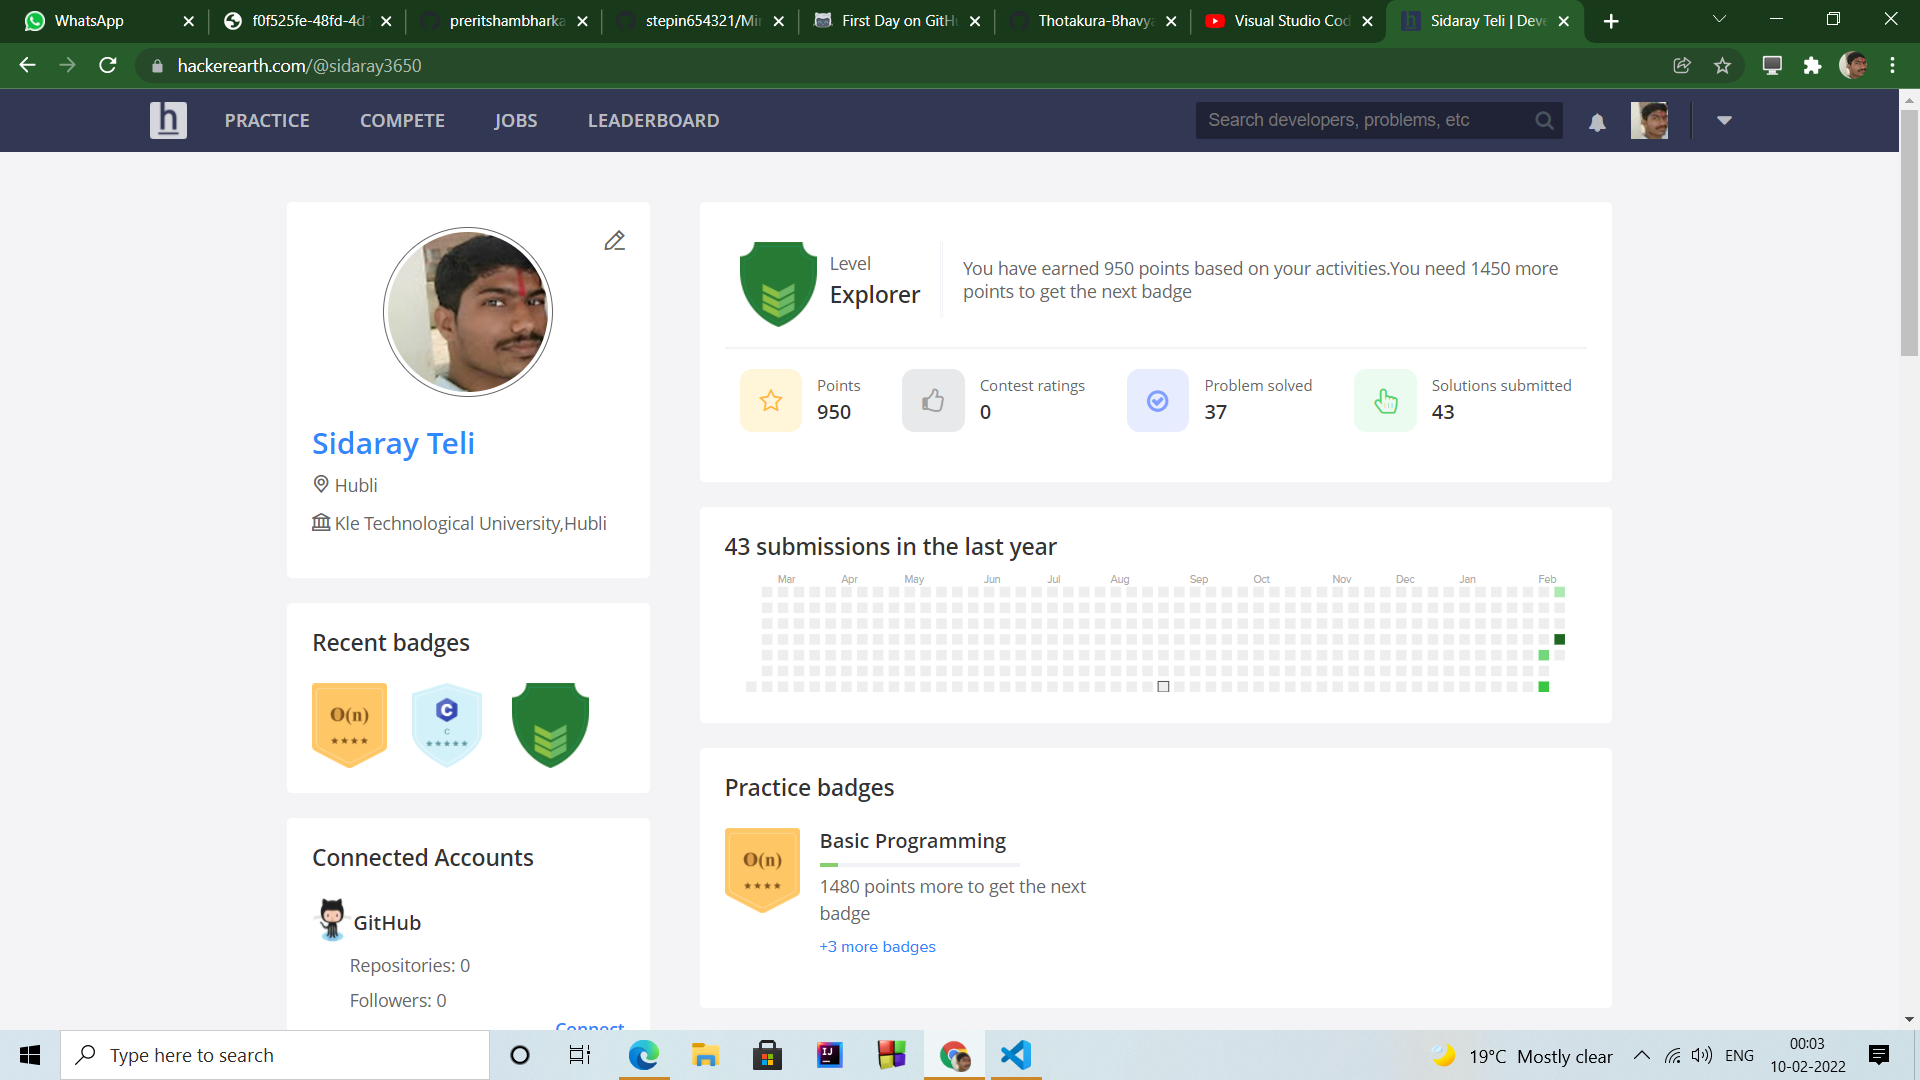 WhatsApp
f0f525fe-48fd-4d1
preritshambharka
stepin654321/Min
First Day on GitHu
Thotakura-Bhavya
Visual Studio Cod
Sidaray Teli | Deve
hackerearth.com/@sidaray3650
h
PRACTICE
COMPETE
JOBS
LEADERBOARD
Search developers, problems, etc
Sidaray Teli
Hubli
Kle Technological University,Hubli
Level
Explorer
You have earned 950 points based on your activities.You need 1450 more
points to get the next badge
Points
950
Contest ratings
0
Problem solved
37
Solutions submitted
43
43 submissions in the last year
Mar Apr May Jun Jul Aug Sep Oct Nov Dec Jan Feb
Recent badges
O(n)
C
C
Practice badges
O(n)
Basic Programming
1480 points more to get the next
badge
+3 more badges
Connected Accounts
GitHub
Repositories: 0
Followers: 0
Connect
Type here to search
IJ
19°C Mostly clear
ENG
00:03
10-02-2022